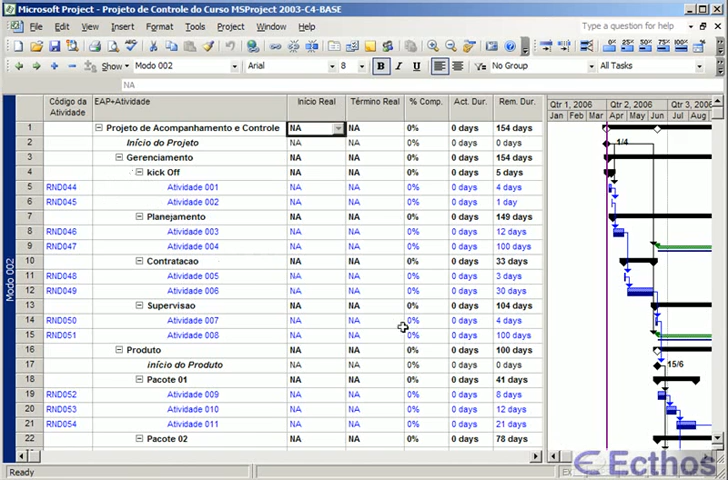 Microsoft Project - Projeto de Controle do Curso MSProject 2003-C4-BASE
File Edit View Insert Format Tools Project Window Help Type a question for help
0% 25% 50% 75% 100%
Show Modo 002 Arial 8 B I U No Group All Tasks
NA
Código da Atividade EAP+Atividade Início Real Término Real % Comp. Act. Dur. Rem. Dur. Qtr 1, 2006 Qtr 2, 2006 Qtr 3, 2006
Jan Feb Mar Apr May Jun Jul Aug
1 Projeto de Acompanhamento e Controle NA NA 0% 0 days 154 days
2 Início do Projeto NA NA 0% 0 days 0 days 1/4
3 Gerenciamento NA NA 0% 0 days 154 days
4 kick Off NA NA 0% 0 days 5 days
5 RND044 Atividade 001 NA NA 0% 0 days 4 days
6 RND045 Atividade 002 NA NA 0% 0 days 1 day
7 Planejamento NA NA 0% 0 days 149 days
8 RND046 Atividade 003 NA NA 0% 0 days 12 days
9 RND047 Atividade 004 NA NA 0% 0 days 100 days
10 Contratacao NA NA 0% 0 days 33 days
11 RND048 Atividade 005 NA NA 0% 0 days 3 days
12 RND049 Atividade 006 NA NA 0% 0 days 30 days
13 Supervisao NA NA 0% 0 days 104 days
14 RND050 Atividade 007 NA NA 0% 0 days 4 days
15 RND051 Atividade 008 NA NA 0% 0 days 100 days
16 Produto NA NA 0% 0 days 100 days
17 início do Produto NA NA 0% 0 days 0 days 15/6
18 Pacote 01 NA NA 0% 0 days 41 days
19 RND052 Atividade 009 NA NA 0% 0 days 8 days
20 RND053 Atividade 010 NA NA 0% 0 days 12 days
21 RND054 Atividade 011 NA NA 0% 0 days 21 days
22 Pacote 02 NA NA 0% 0 days 78 days
Modo 002
Ready
Ecthos